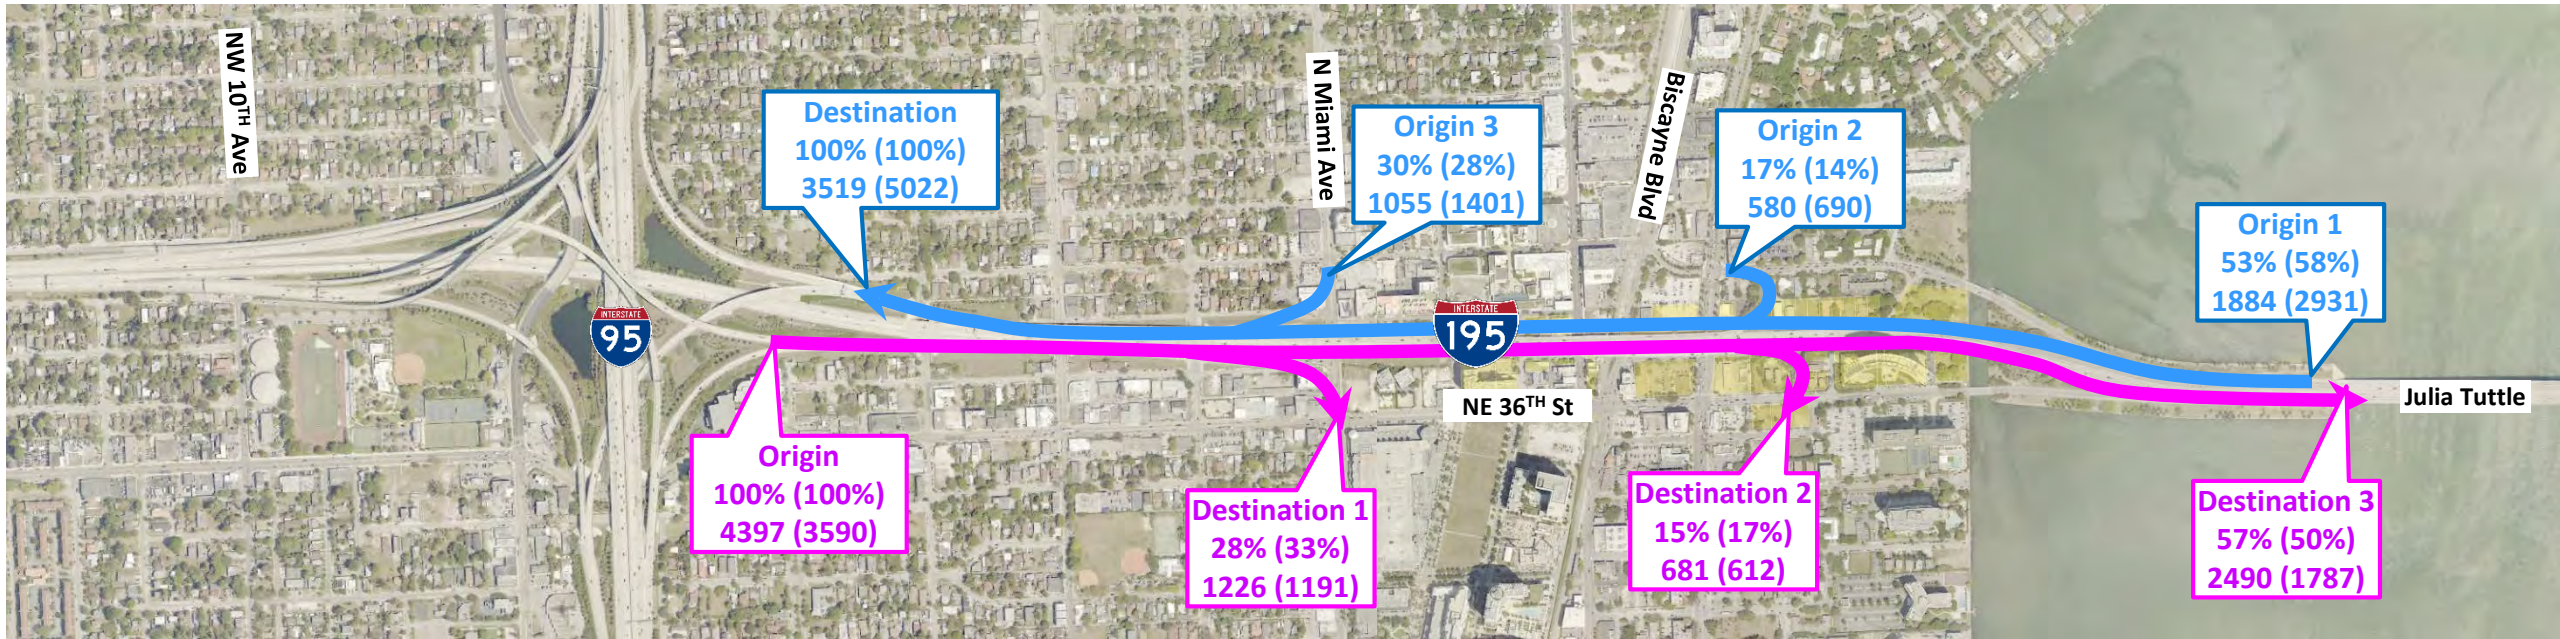 NW 10TH Ave
Destination
100% (100%)
3519 (5022)
N Miami Ave
Origin 3
30% (28%)
1055 (1401)
Biscayne Blvd
Origin 2
17% (14%)
580 (690)
Origin 1
53% (58%)
1884 (2931)
INTERSTATE
95
INTERSTATE
195
NE 36TH St
Julia Tuttle
Origin
100% (100%)
4397 (3590)
Destination 1
28% (33%)
1226 (1191)
Destination 2
15% (17%)
681 (612)
Destination 3
57% (50%)
2490 (1787)